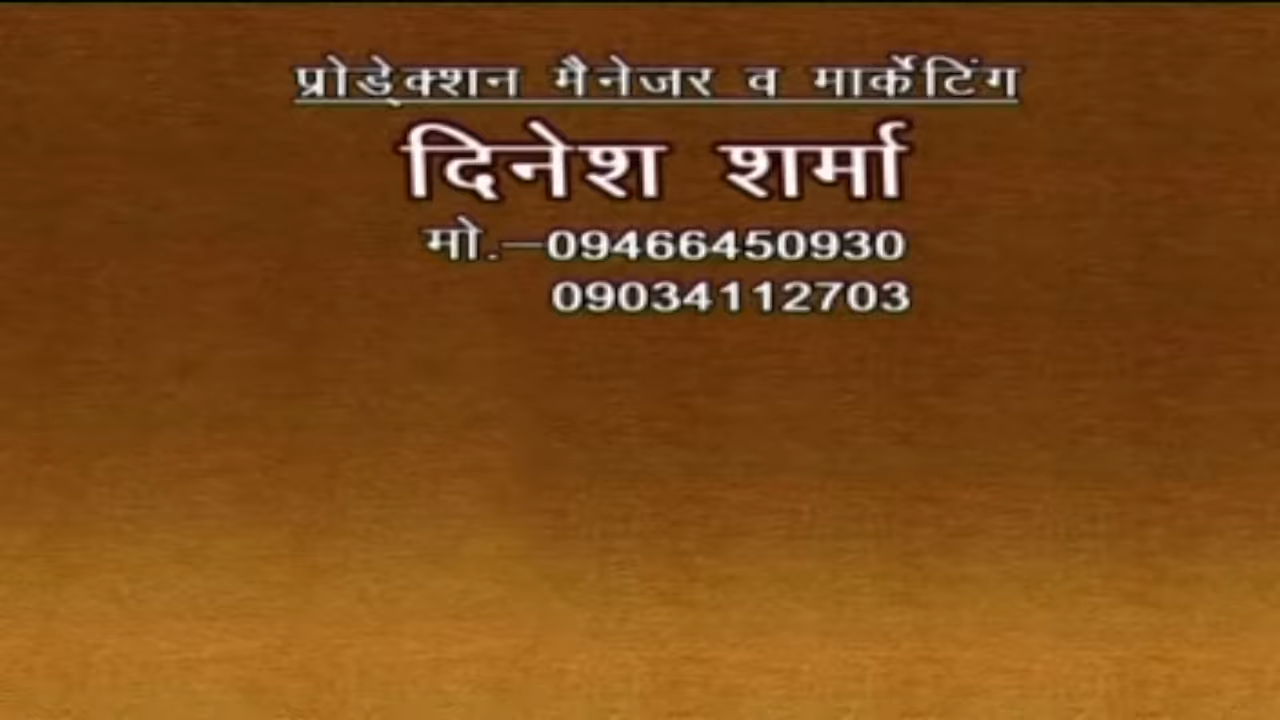 प्रोडे्क्शन मैनेजर व मार्केटिंग
दिनेश शर्मा
मो.–09466450930
09034112703